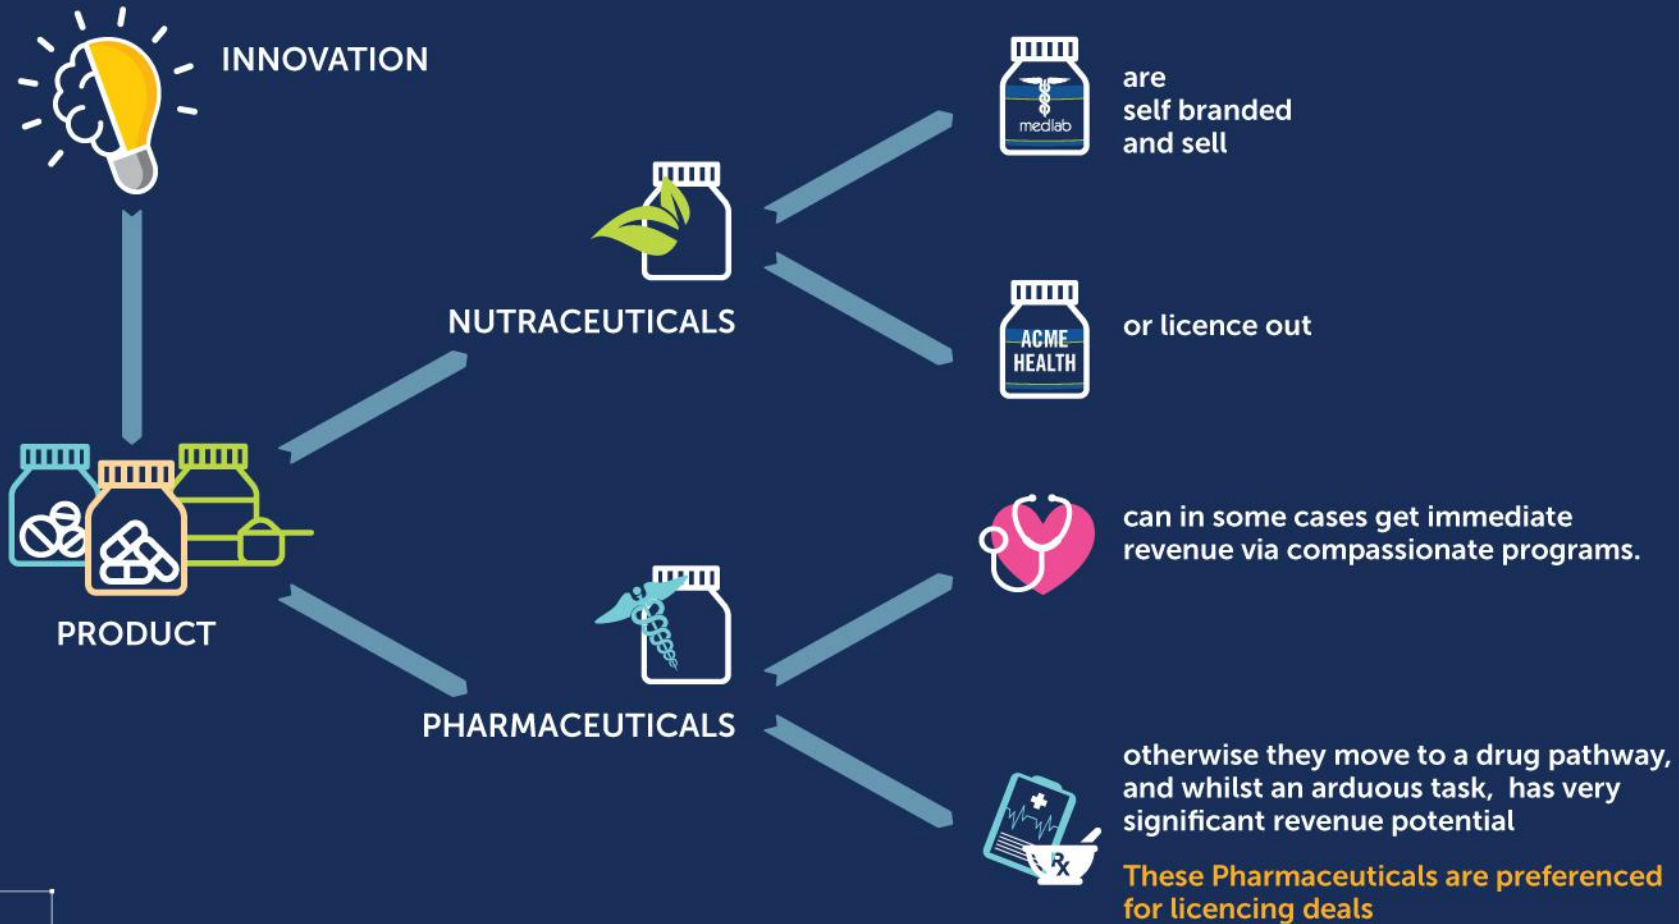 INNOVATION
are
self branded
and sell
medlab
NUTRACEUTICALS
or licence out
ACME
HEALTH
PRODUCT
can in some cases get immediate
revenue via compassionate programs.
PHARMACEUTICALS
otherwise they move to a drug pathway,
and whilst an arduous task, has very
significant revenue potential
Rx
These Pharmaceuticals are preferenced
for licencing deals